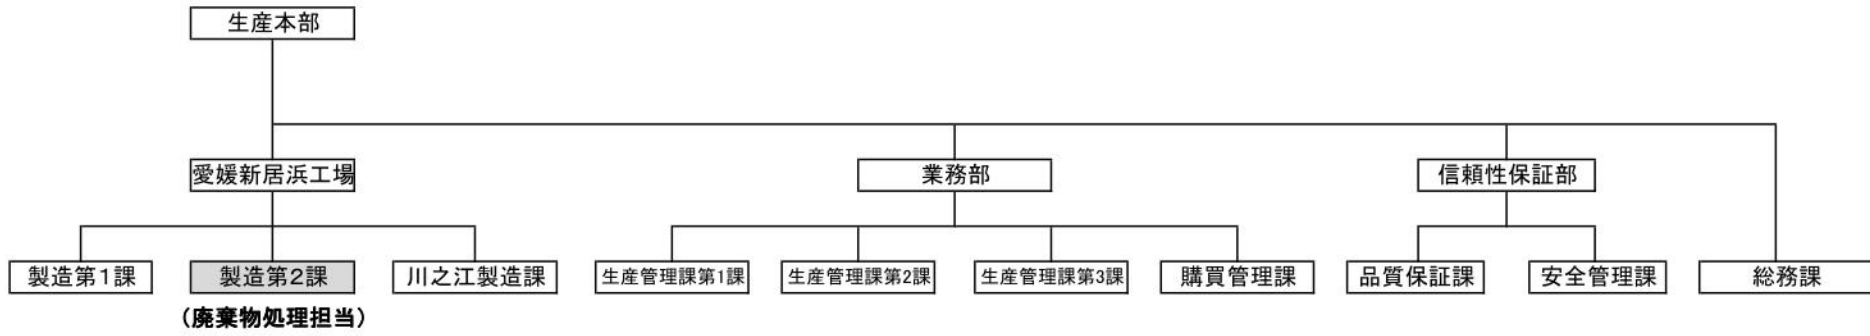 生産本部
愛媛新居浜工場
業務部
信頼性保証部
製造第1課
製造第2課
川之江製造課
生産管理課第1課
生産管理課第2課
生産管理課第3課
購買管理課
品質保証課
安全管理課
総務課
(廃棄物処理担当)